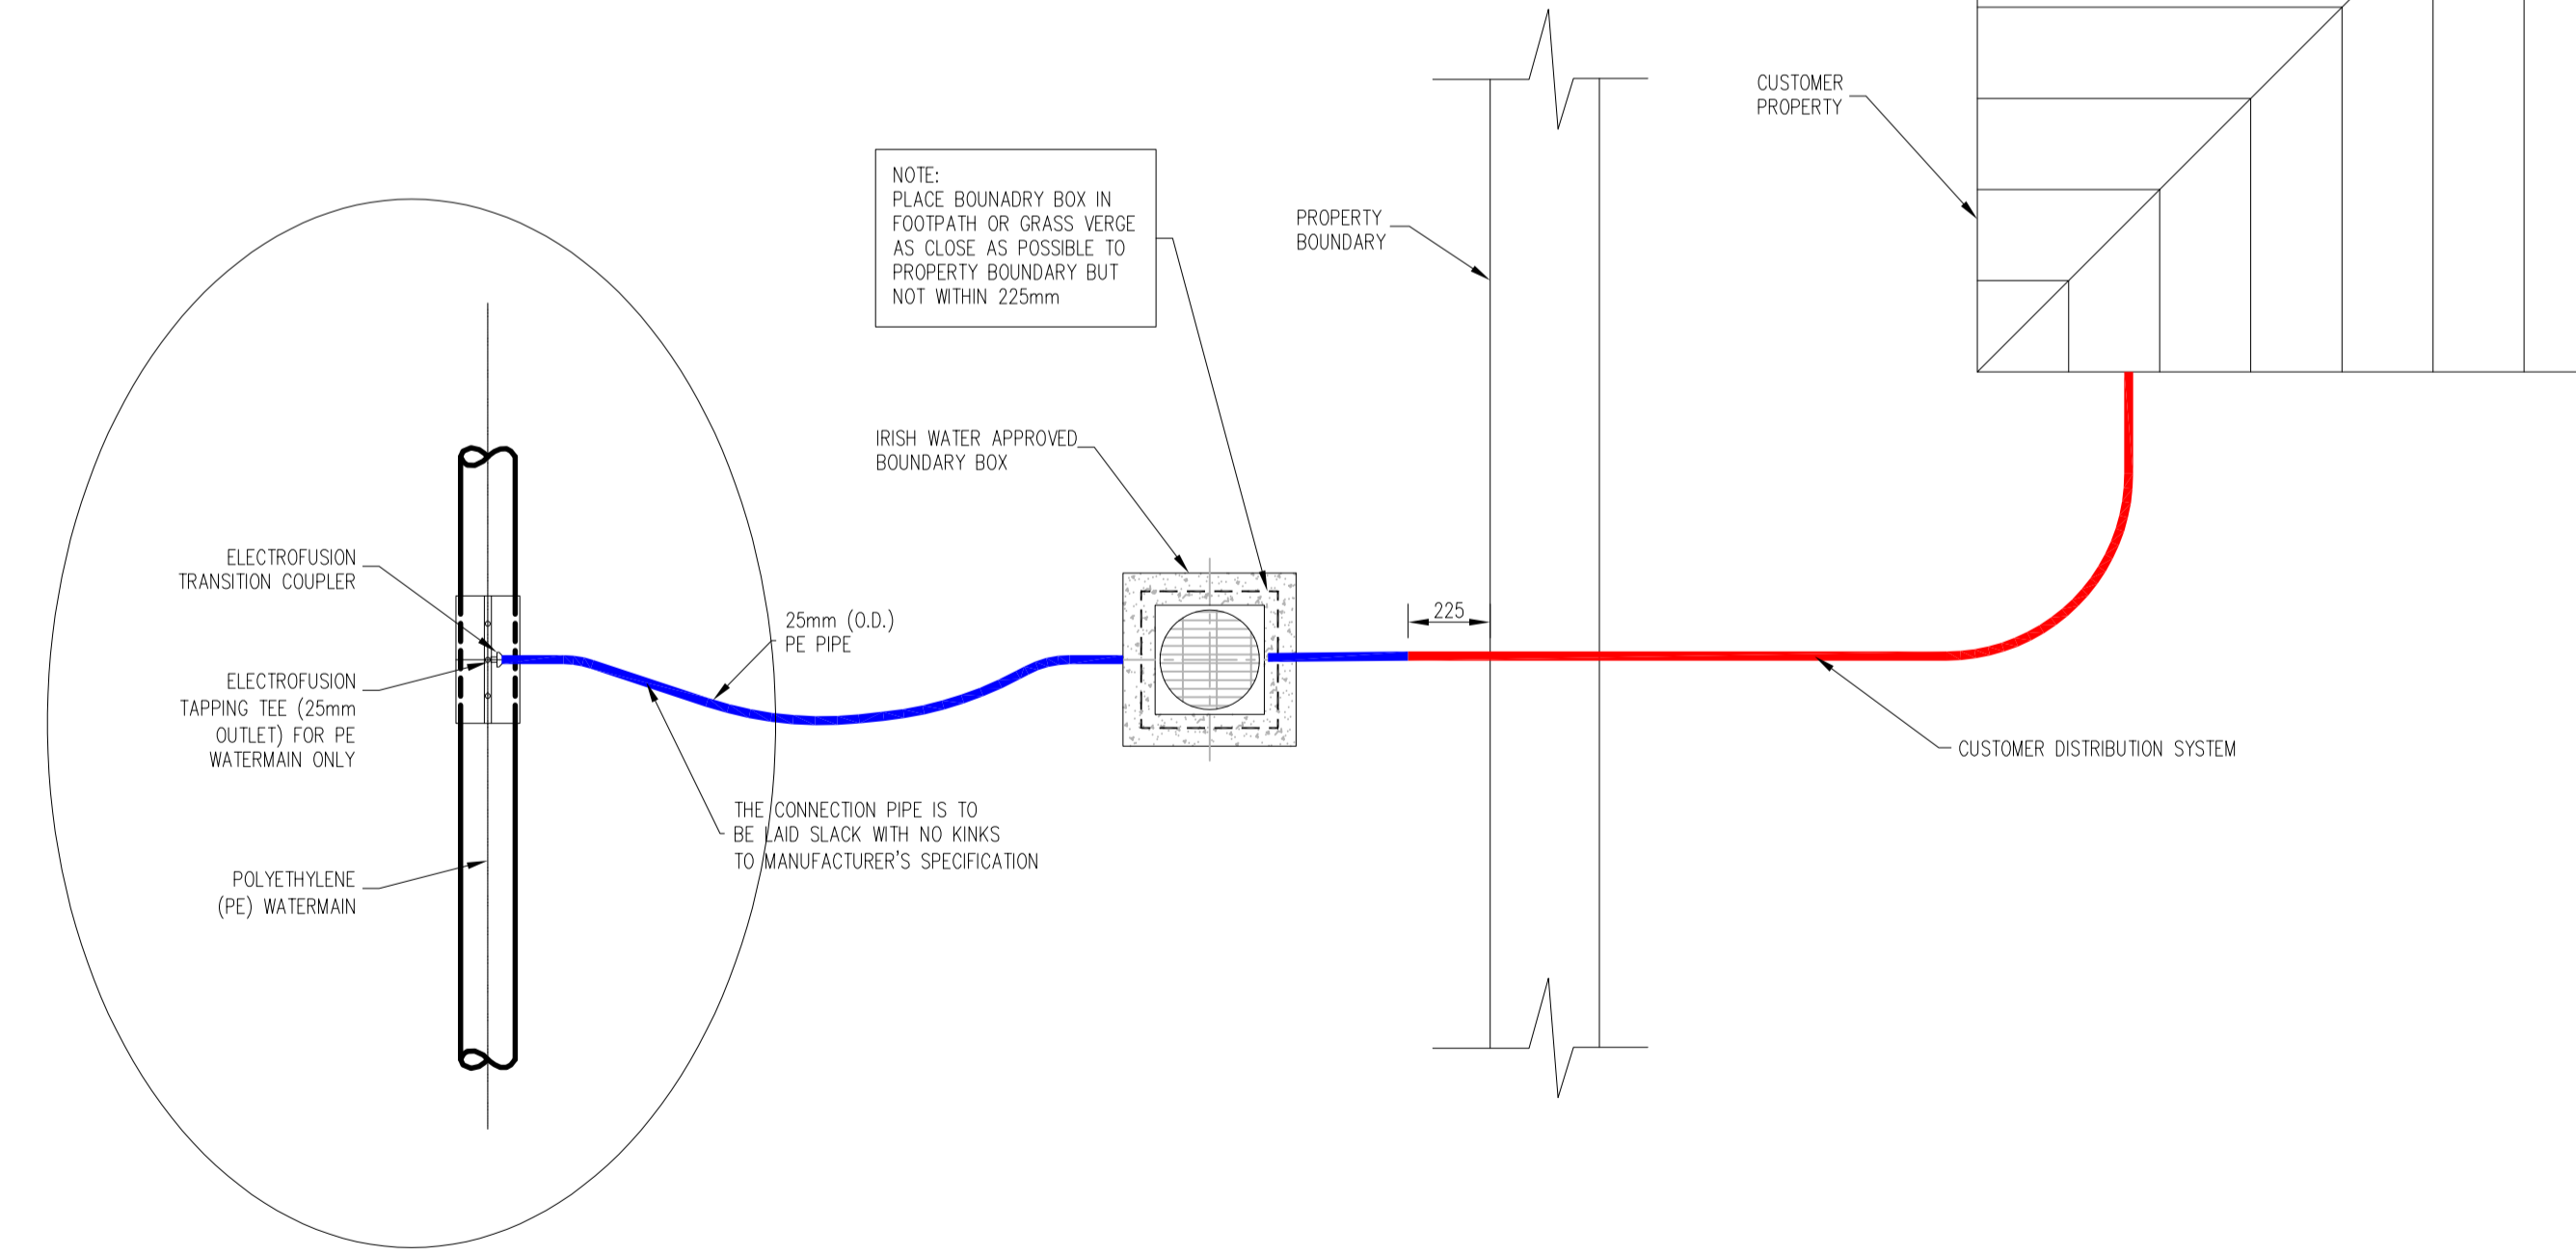 CUSTOMER
PROPERTY
NOTE:
PLACE BOUNADRY BOX IN
FOOTPATH OR GRASS VERGE
AS CLOSE AS POSSIBLE TO
PROPERTY BOUNDARY BUT
NOT WITHIN 225mm
PROPERTY
BOUNDARY
IRISH WATER APPROVED
BOUNDARY BOX
ELECTROFUSION
TRANSITION COUPLER
25mm (O.D.)
PE PIPE
225
ELECTROFUSION
TAPPING TEE (25mm
OUTLET) FOR PE
WATERMAIN ONLY
CUSTOMER DISTRIBUTION SYSTEM
THE CONNECTION PIPE IS TO
BE LAID SLACK WITH NO KINKS
TO MANUFACTURER'S SPECIFICATION
POLYETHYLENE
(PE) WATERMAIN